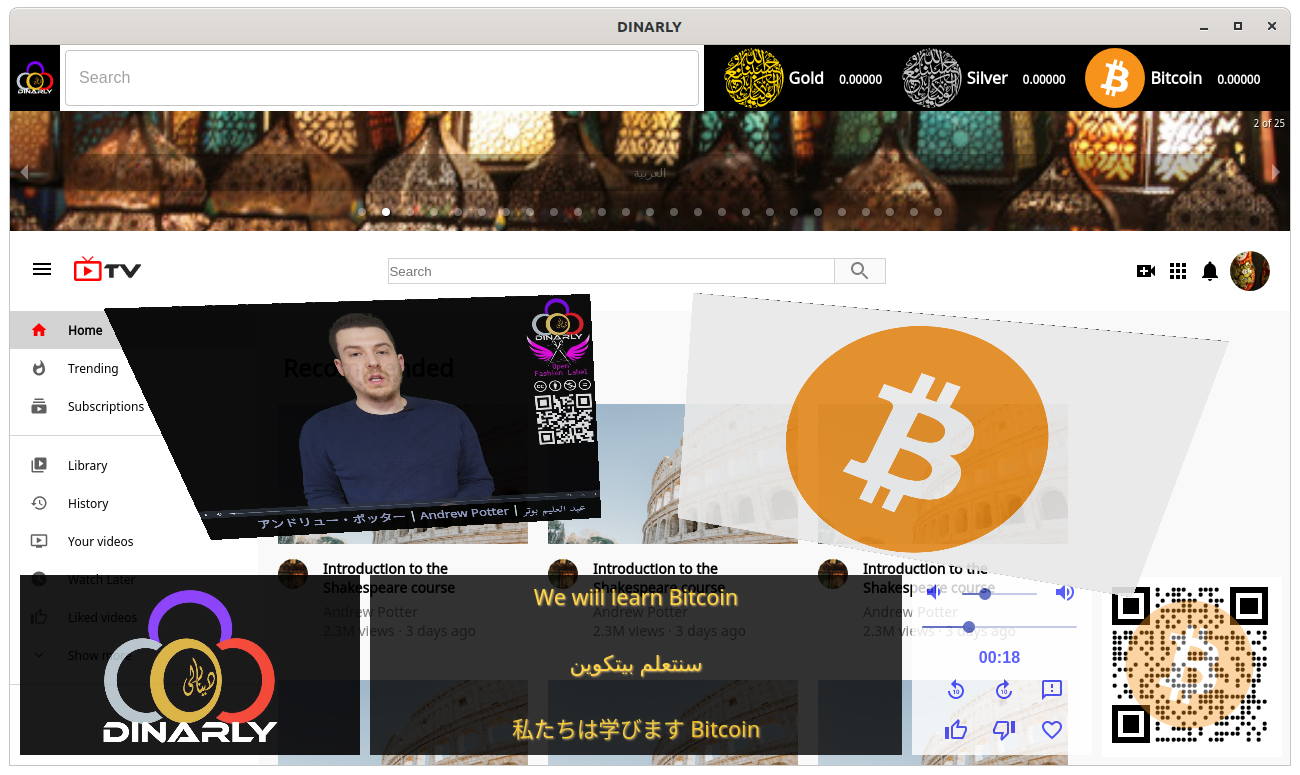 DINARLY
DINARLY
Search
Gold 0.00000
Silver 0.00000
Bitcoin 0.00000
2 of 25
العربية
TV
Search
Home
Trending
Subscriptions
Library
History
Your videos
Watch Later
Liked videos
Show more
DINARLY
Open
Fashion Label
アンドリュー・ポッター | Andrew Potter | عبد العليم بوتر
Introduction to the
Shakespeare course
Andrew Potter
2.3M views · 3 days ago
Introduction to the
Shakespeare course
Andrew Potter
2.3M views · 3 days ago
Introduction to the
Shakespeare course
Andrew Potter
2.3M views · 3 days ago
DINARLY
We will learn Bitcoin
سنتعلم بيتكوين
私たちは学びます Bitcoin
00:18
10
10